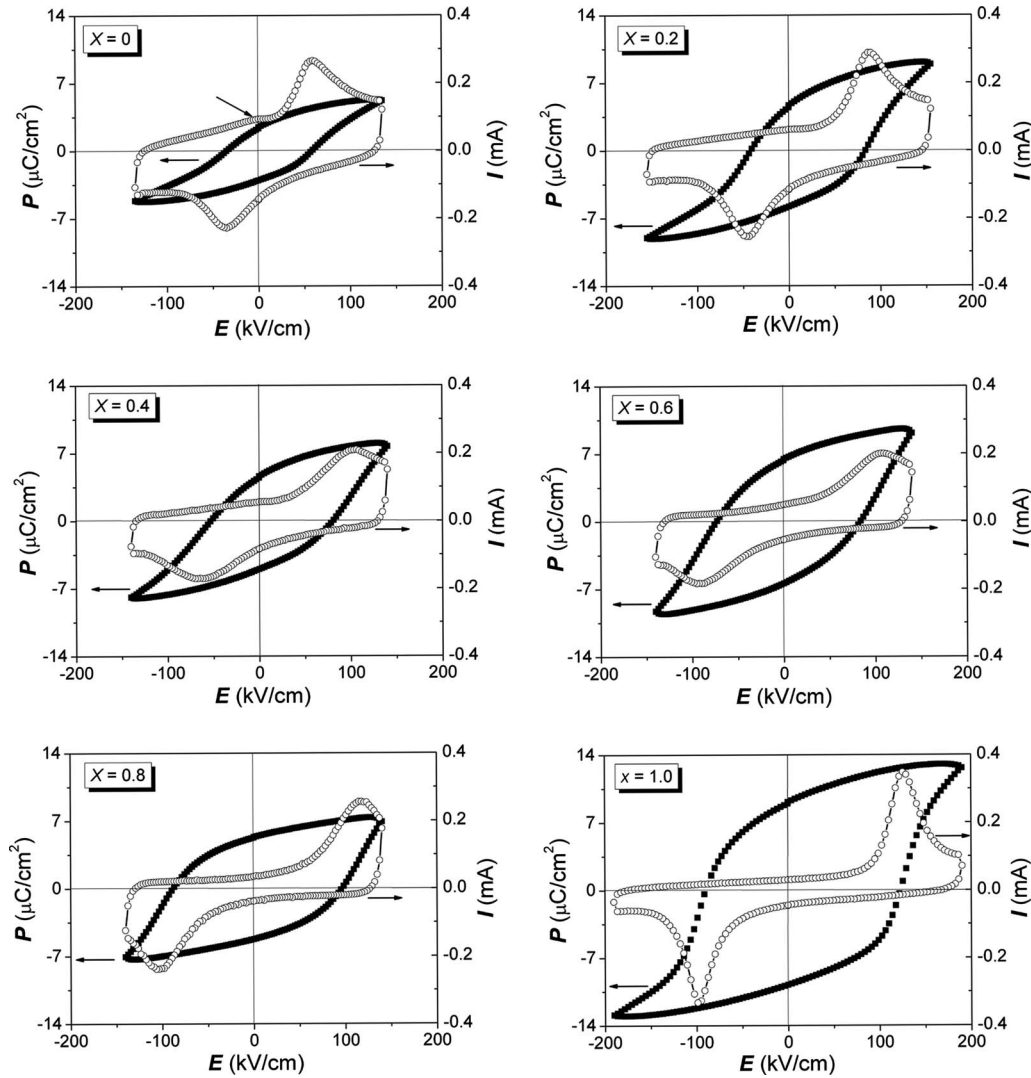 X = 0
14
7
0
-7
-14
P (μC/cm²)
0.4
0.2
0.0
-0.2
-0.4
I (mA)
-200 -100 0 100 200
E (kV/cm)
X = 0.2
14
7
0
-7
-14
P (μC/cm²)
0.4
0.2
0.0
-0.2
-0.4
I (mA)
-200 -100 0 100 200
E (kV/cm)
X = 0.4
14
7
0
-7
-14
P (μC/cm²)
0.4
0.2
0.0
-0.2
-0.4
I (mA)
-200 -100 0 100 200
E (kV/cm)
X = 0.6
14
7
0
-7
-14
P (μC/cm²)
0.4
0.2
0.0
-0.2
-0.4
I (mA)
-200 -100 0 100 200
E (kV/cm)
X = 0.8
14
7
0
-7
-14
P (μC/cm²)
0.4
0.2
0.0
-0.2
-0.4
I (mA)
-200 -100 0 100 200
E (kV/cm)
x = 1.0
14
7
0
-7
-14
P (μC/cm²)
0.4
0.2
0.0
-0.2
-0.4
I (mA)
-200 -100 0 100 200
E (kV/cm)